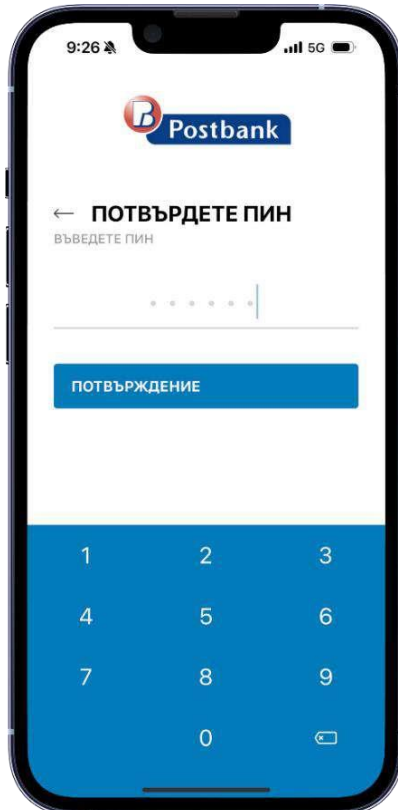 9:26
5G
Postbank
← ПОТВЪРДЕТЕ ПИН
ВЪВЕДЕТЕ ПИН
ПОТВЪРЖДЕНИЕ
1 2 3
4 5 6
7 8 9
0